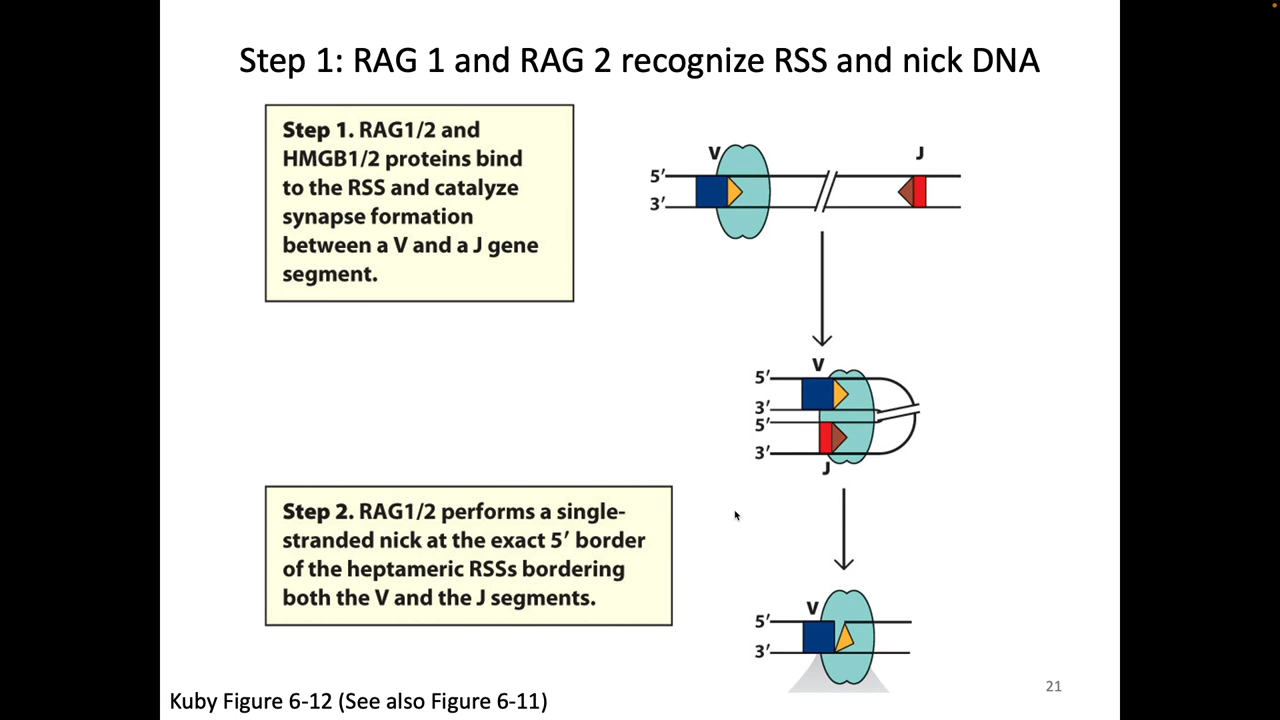 Step 1: RAG 1 and RAG 2 recognize RSS and nick DNA
Step 1. RAG1/2 and
HMGB1/2 proteins bind
to the RSS and catalyze
synapse formation
between a V and a J gene
segment.
V
J
5′
3′
V
5′
3′
5′
3′
J
Step 2. RAG1/2 performs a single-
stranded nick at the exact 5′ border
of the heptameric RSSs bordering
both the V and the J segments.
V
5′
3′
Kuby Figure 6-12 (See also Figure 6-11)
21